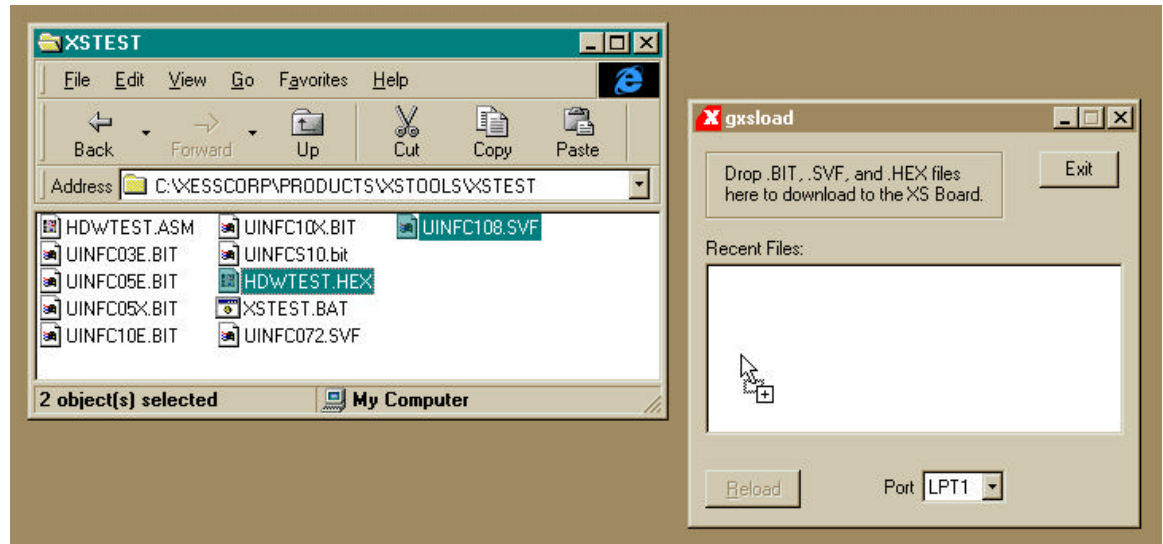 XSTEST
File Edit View Go Favorites Help
Back Forward Up Cut Copy Paste
Address C:\XESSCORP\PRODUCTS\XSTOOLS\XSTEST
HDWTEST.ASM UINFC10X.BIT UINFC108.SVF
UINFC03E.BIT UINFCS10.bit
UINFC05E.BIT HDWTEST.HEX
UINFC05X.BIT XSTEST.BAT
UINFC10E.BIT UINFC072.SVF
2 object(s) selected My Computer
gxsload
Drop .BIT, .SVF, and .HEX files
here to download to the XS Board.
Exit
Recent Files:
Reload Port LPT1